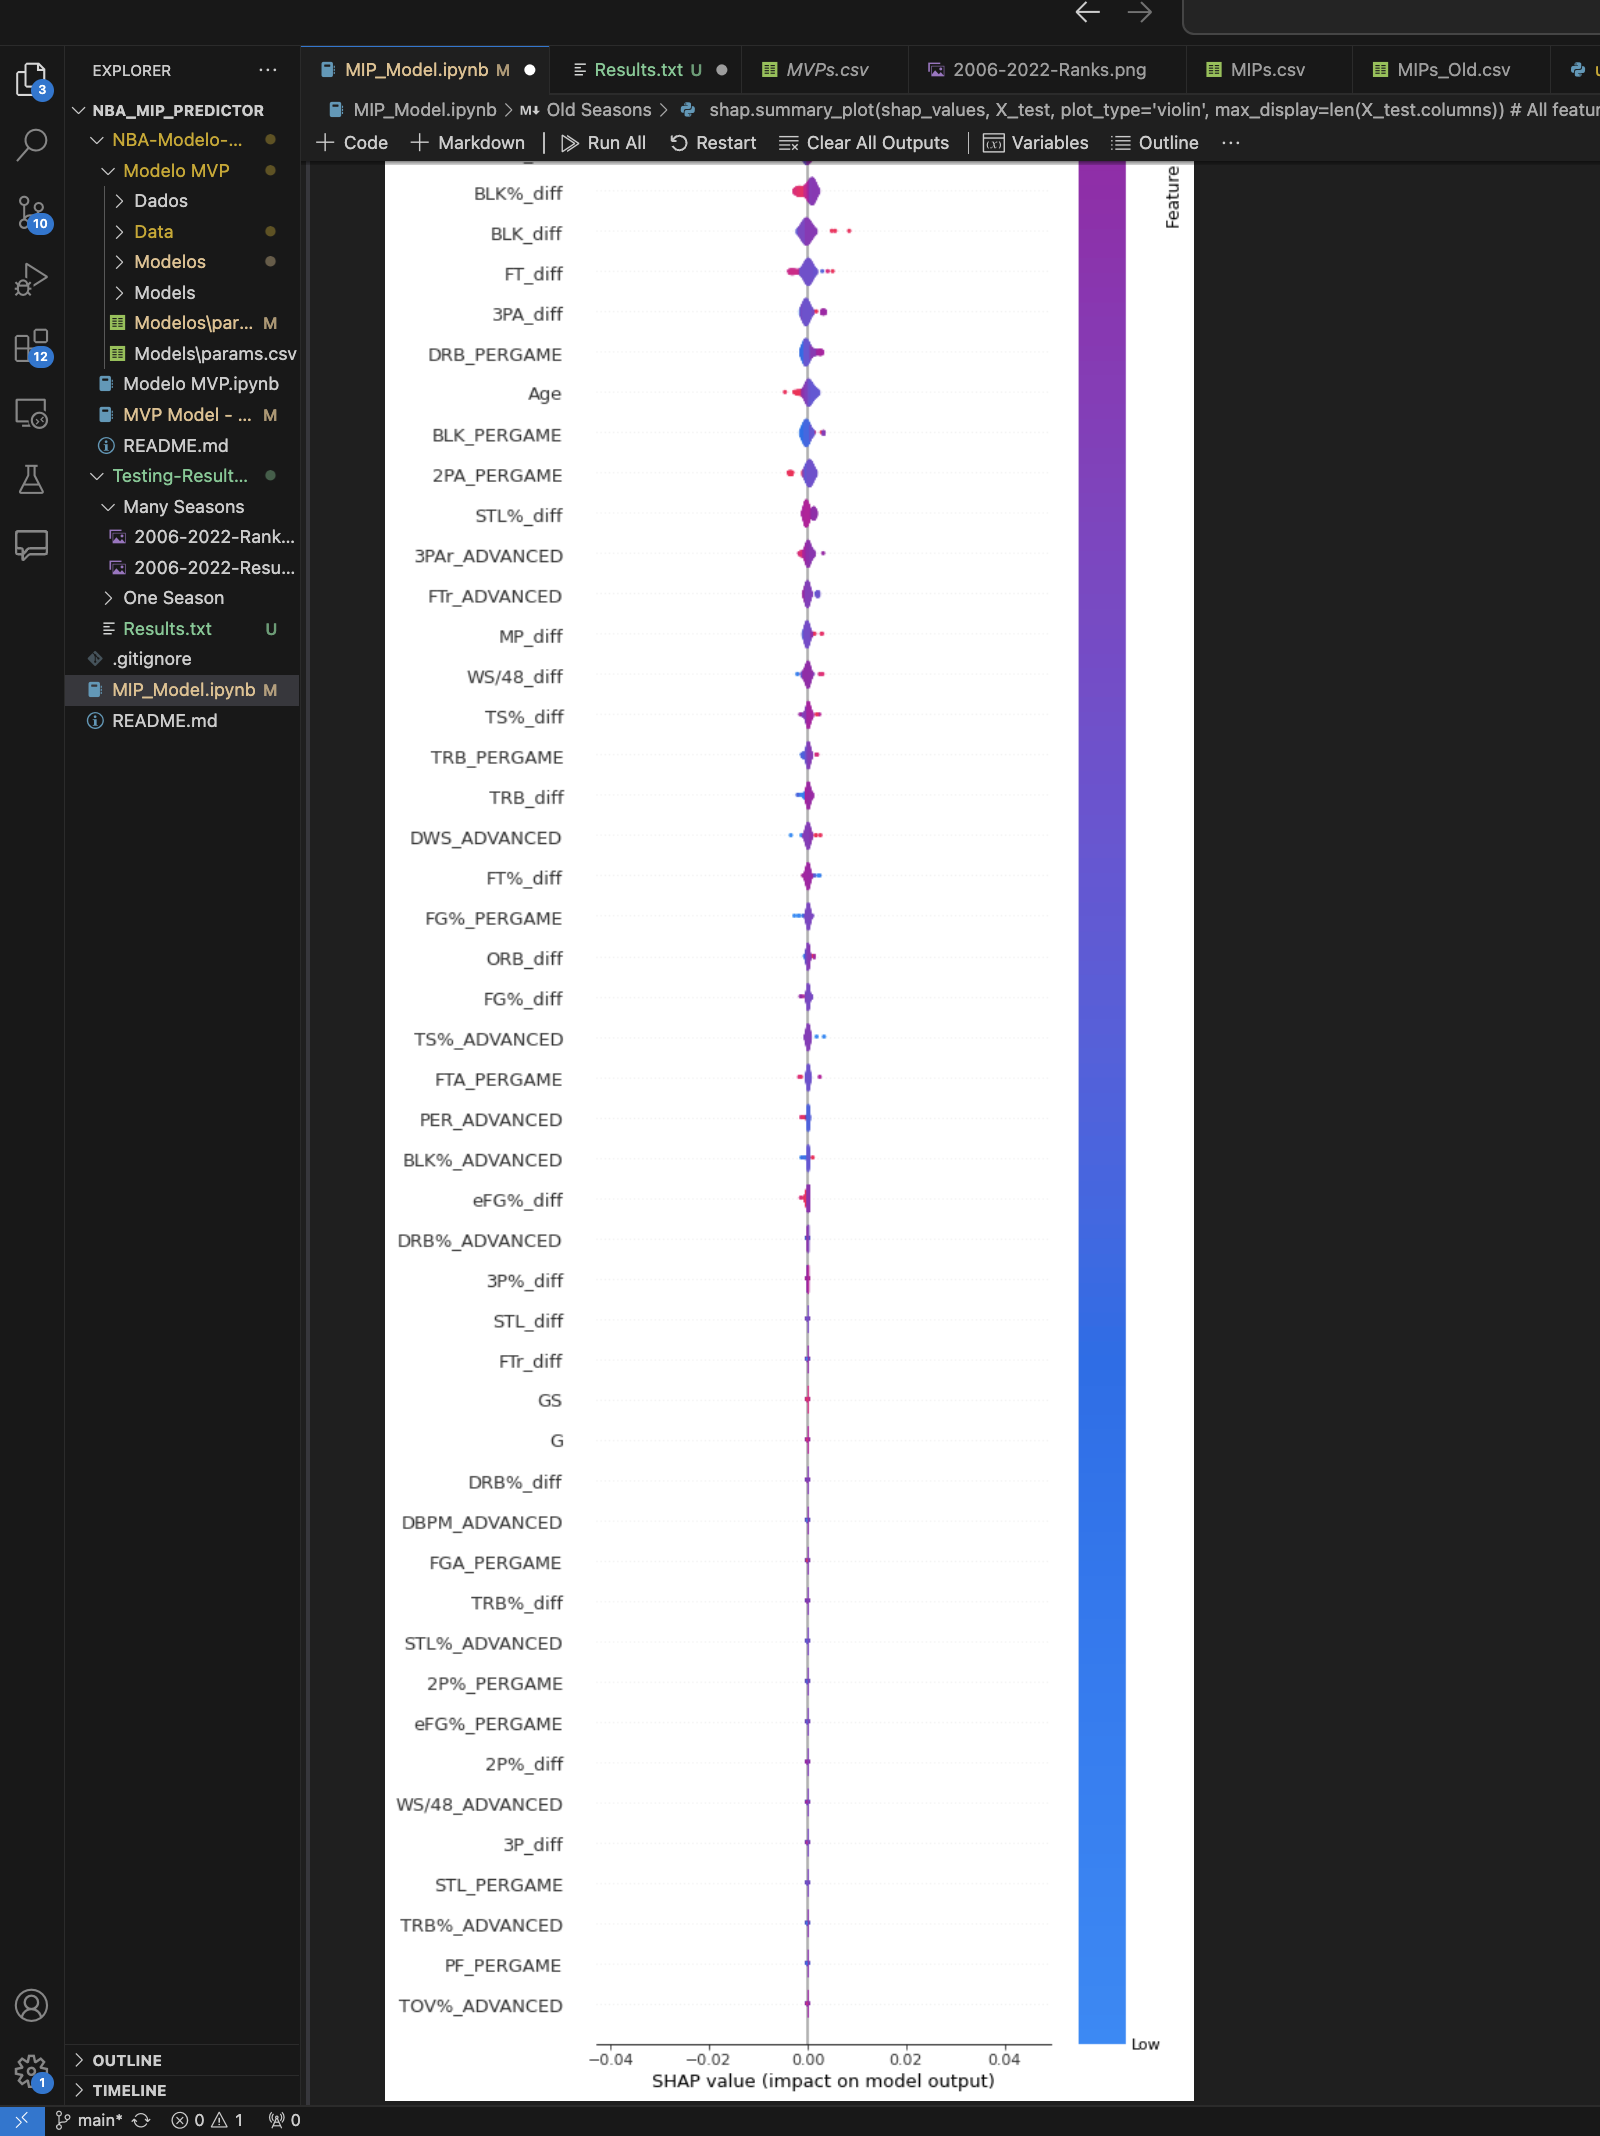 EXPLORER
NBA_MIP_PREDICTOR
NBA-Modelo-...
Modelo MVP
Dados
Data
Modelos
Models
Modelos\par... M
Models\params.csv
Modelo MVP.ipynb
MVP Model - ... M
README.md
Testing-Result...
Many Seasons
2006-2022-Rank...
2006-2022-Resu...
One Season
Results.txt U
.gitignore
MIP_Model.ipynb M
README.md
OUTLINE
TIMELINE
3
10
12
1
MIP_Model.ipynb M
Results.txt U
MVPs.csv
2006-2022-Ranks.png
MIPs.csv
MIPs_Old.csv
MIP_Model.ipynb > M↓ Old Seasons > shap.summary_plot(shap_values, X_test, plot_type='violin', max_display=len(X_test.columns)) # All featur
+ Code + Markdown Run All Restart Clear All Outputs Variables Outline ...
BLK%_diff
BLK_diff
FT_diff
3PA_diff
DRB_PERGAME
Age
BLK_PERGAME
2PA_PERGAME
STL%_diff
3PAr_ADVANCED
FTr_ADVANCED
MP_diff
WS/48_diff
TS%_diff
TRB_PERGAME
TRB_diff
DWS_ADVANCED
FT%_diff
FG%_PERGAME
ORB_diff
FG%_diff
TS%_ADVANCED
FTA_PERGAME
PER_ADVANCED
BLK%_ADVANCED
eFG%_diff
DRB%_ADVANCED
3P%_diff
STL_diff
FTr_diff
GS
G
DRB%_diff
DBPM_ADVANCED
FGA_PERGAME
TRB%_diff
STL%_ADVANCED
2P%_PERGAME
eFG%_PERGAME
2P%_diff
WS/48_ADVANCED
3P_diff
STL_PERGAME
TRB%_ADVANCED
PF_PERGAME
TOV%_ADVANCED
−0.04 −0.02 0.00 0.02 0.04
SHAP value (impact on model output)
Feature
Low
main* 0 1 0